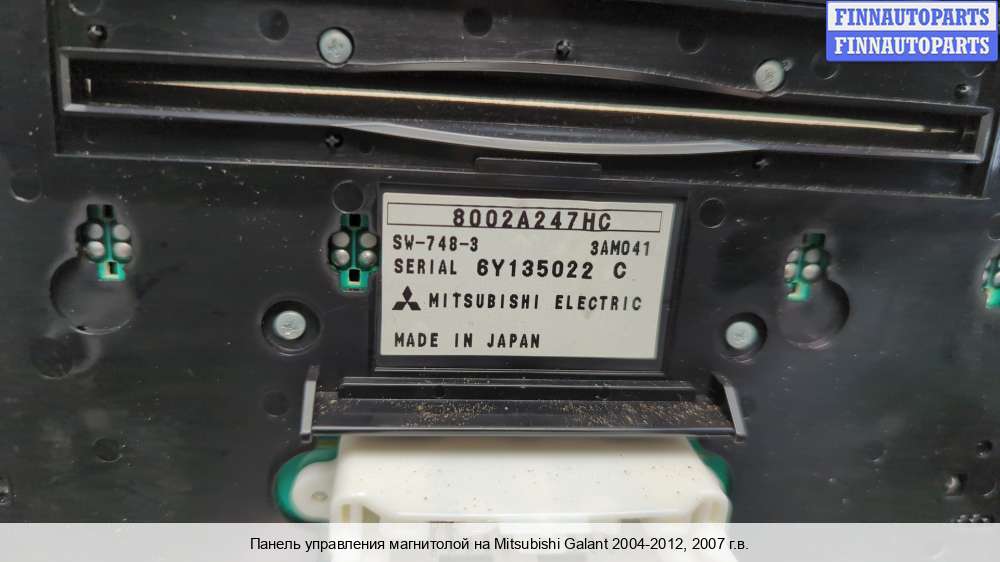 FINNAUTOPARTS
FINNAUTOPARTS
8002A247HC
SW-748-3 3AM041
SERIAL 6Y135022 C
MITSUBISHI ELECTRIC
MADE IN JAPAN
Панель управления магнитолой на Mitsubishi Galant 2004-2012, 2007 г.в.